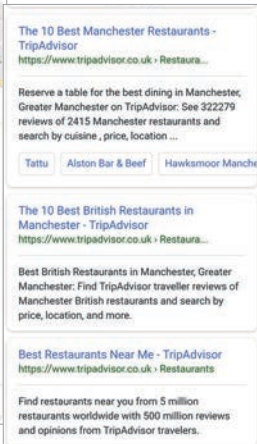 The 10 Best Manchester Restaurants -
TripAdvisor
https://www.tripadvisor.co.uk › Restaura...
Reserve a table for the best dining in Manchester,
Greater Manchester on TripAdvisor: See 322279
reviews of 2415 Manchester restaurants and
search by cuisine , price, location ...
Tattu Alston Bar & Beef Hawksmoor Manche
The 10 Best British Restaurants in
Manchester - TripAdvisor
https://www.tripadvisor.co.uk › Restaura...
Best British Restaurants in Manchester, Greater
Manchester: Find TripAdvisor traveller reviews of
Manchester British restaurants and search by
price, location, and more.
Best Restaurants Near Me - TripAdvisor
https://www.tripadvisor.co.uk › Restaurants
Find restaurants near you from 5 million
restaurants worldwide with 500 million reviews
and opinions from TripAdvisor travelers.